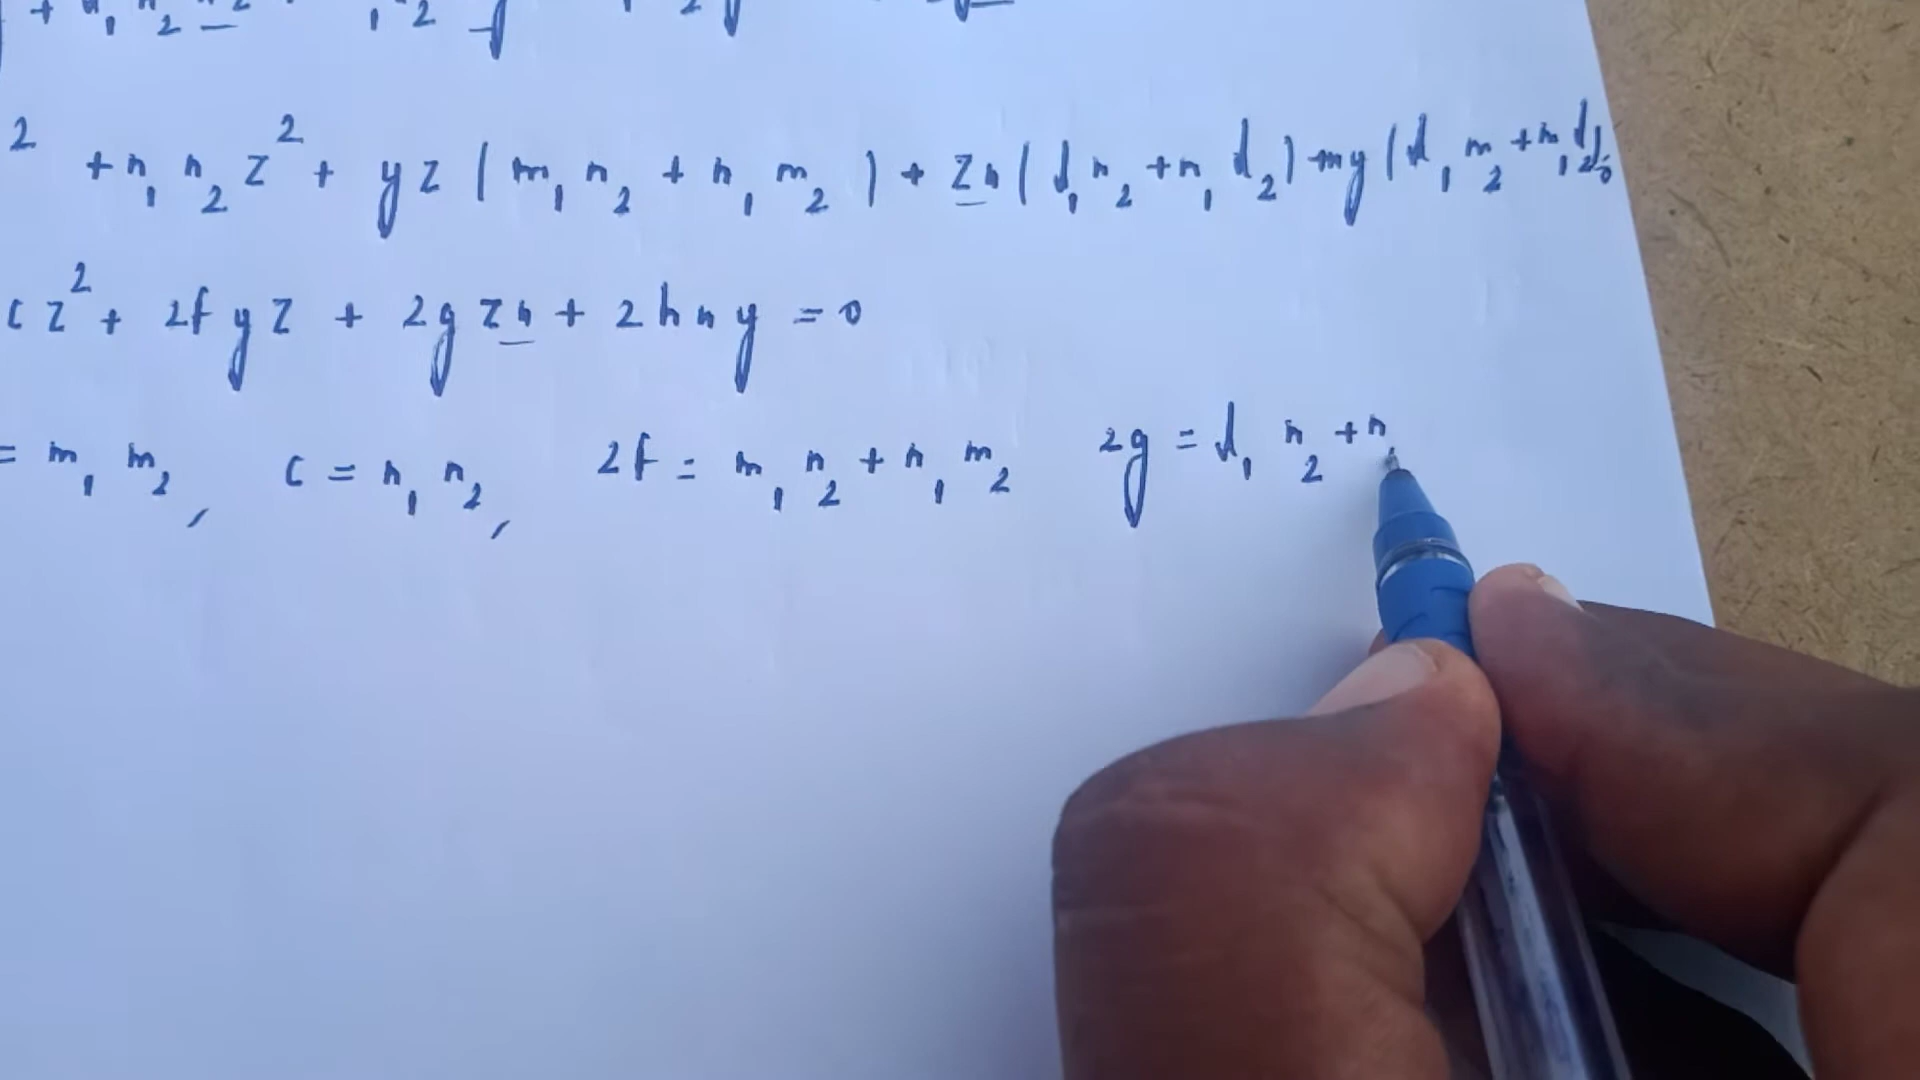 2 + n₁ n₂ z² + yz ( m₁ n₂ + n₁ m₂ ) + zx ( l₁ n₂ + n₁ l₂ ) + xy ( l₁ m₂ + m₁ l₂ ) = 0
c z² + 2f yz + 2g zx + 2h xy = 0
= m₁ m₂, c = n₁ n₂, 2f = m₁ n₂ + n₁ m₂ 2g = l₁ n₂ + n₁